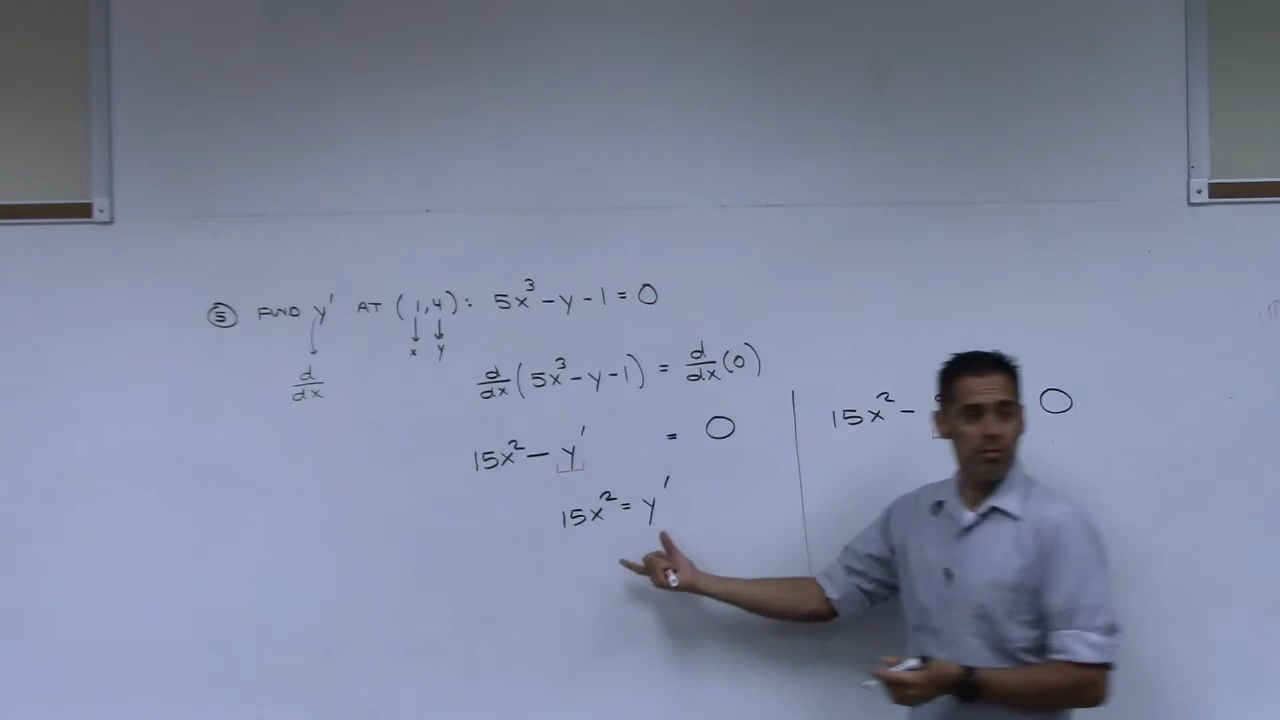 ⑤ FIND y' AT (1,4): 5x³ - y - 1 = 0
x y
d/dx
d/dx (5x³ - y - 1) = d/dx (0)
15x² - y' = 0
15x² = y'
15x² - 0